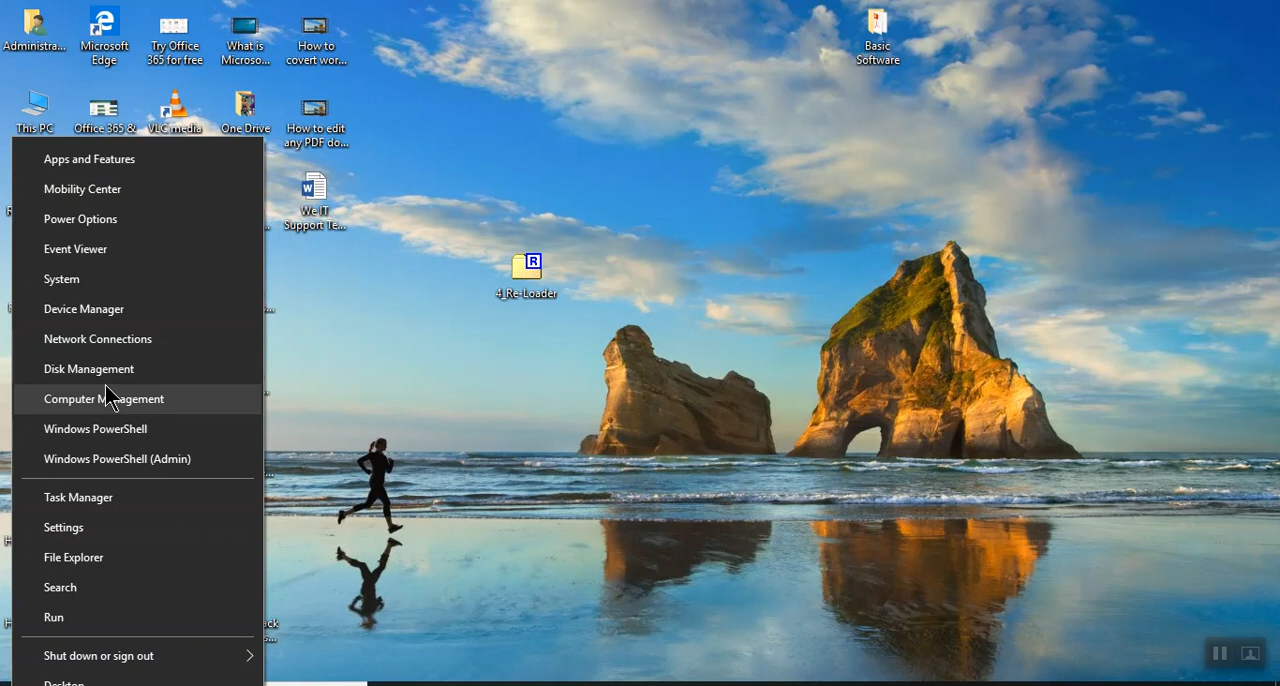 Administra...
Microsoft
Edge
Try Office
365 for free
What is
Microso...
How to
covert wor...
Basic
Software
This PC
Office 365 &
VLC media
One Drive
How to edit
any PDF do...
We IT
Support Te...
4_Re-Loader
R
Apps and Features
Mobility Center
Power Options
Event Viewer
System
Device Manager
Network Connections
Disk Management
Computer Management
Windows PowerShell
Windows PowerShell (Admin)
Task Manager
Settings
File Explorer
Search
Run
Shut down or sign out
Desktop